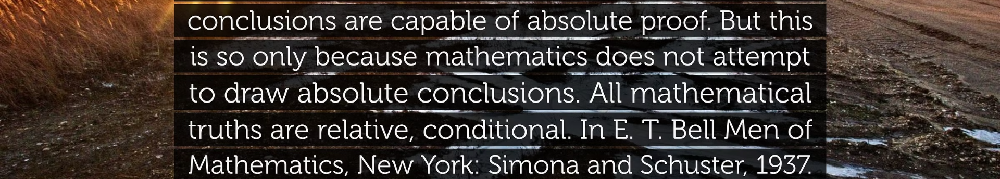 conclusions are capable of absolute proof. But this
is so only because mathematics does not attempt
to draw absolute conclusions. All mathematical
truths are relative, conditional. In E. T. Bell Men of
Mathematics, New York: Simona and Schuster, 1937.